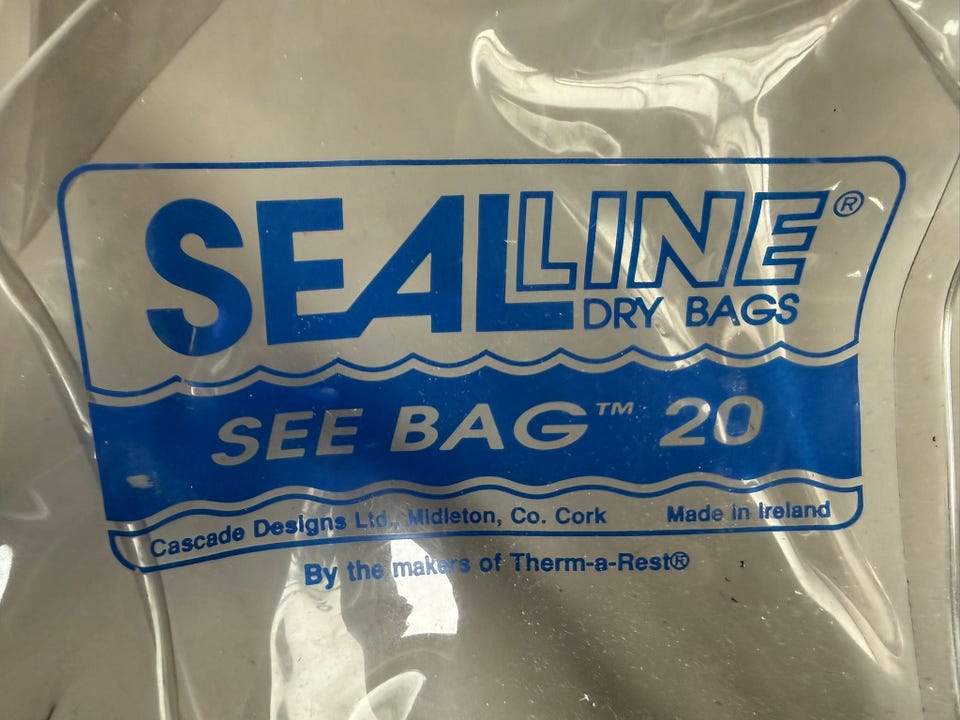 SEALLINE®
DRY BAGS
SEE BAG™ 20
Cascade Designs Ltd., Midleton, Co. Cork Made in Ireland
By the makers of Therm-a-Rest®